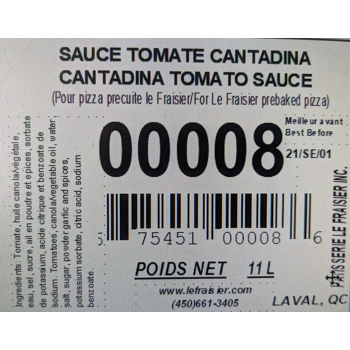 SAUCE TOMATE CANTADINA
CANTADINA TOMATO SAUCE
(Pour pizza precuite le Fraisier/For Le Fraisier prebaked pizza)
00008
Meilleur avant
Best Before
21/SE/01
Ingredients: Tomate, huile canola/végétale,
eau, sel, sucre, ail en poudre et epices, sorbate
de potassium, acide citrique et benzoate de
sodium. Tomatoes, canola/vegetable oil, water
salt, sugar, powder garlic and spices,
potassium sorbate, citric acid, sodium
benzoate.
75451 00008 6
POIDS NET 11L
www.lefraisier.com
(450)661-3405
PÂTISSERIE LE FRAISIER INC.
LAVAL, QC